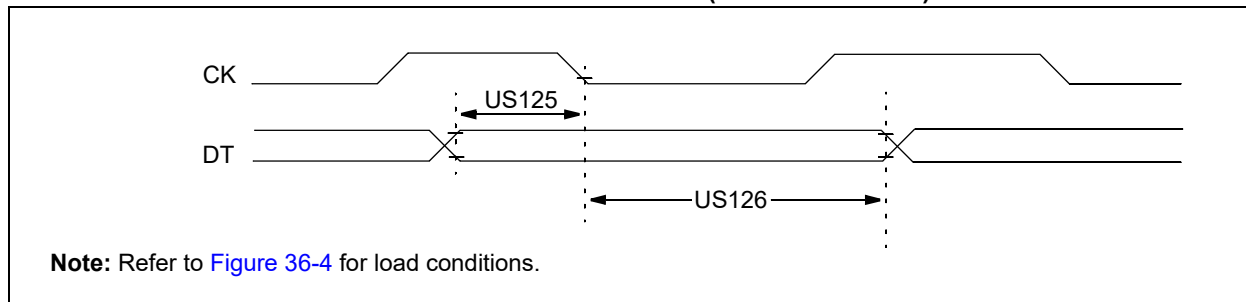 CK
US125
DT
US126
Note: Refer to Figure 36-4 for load conditions.